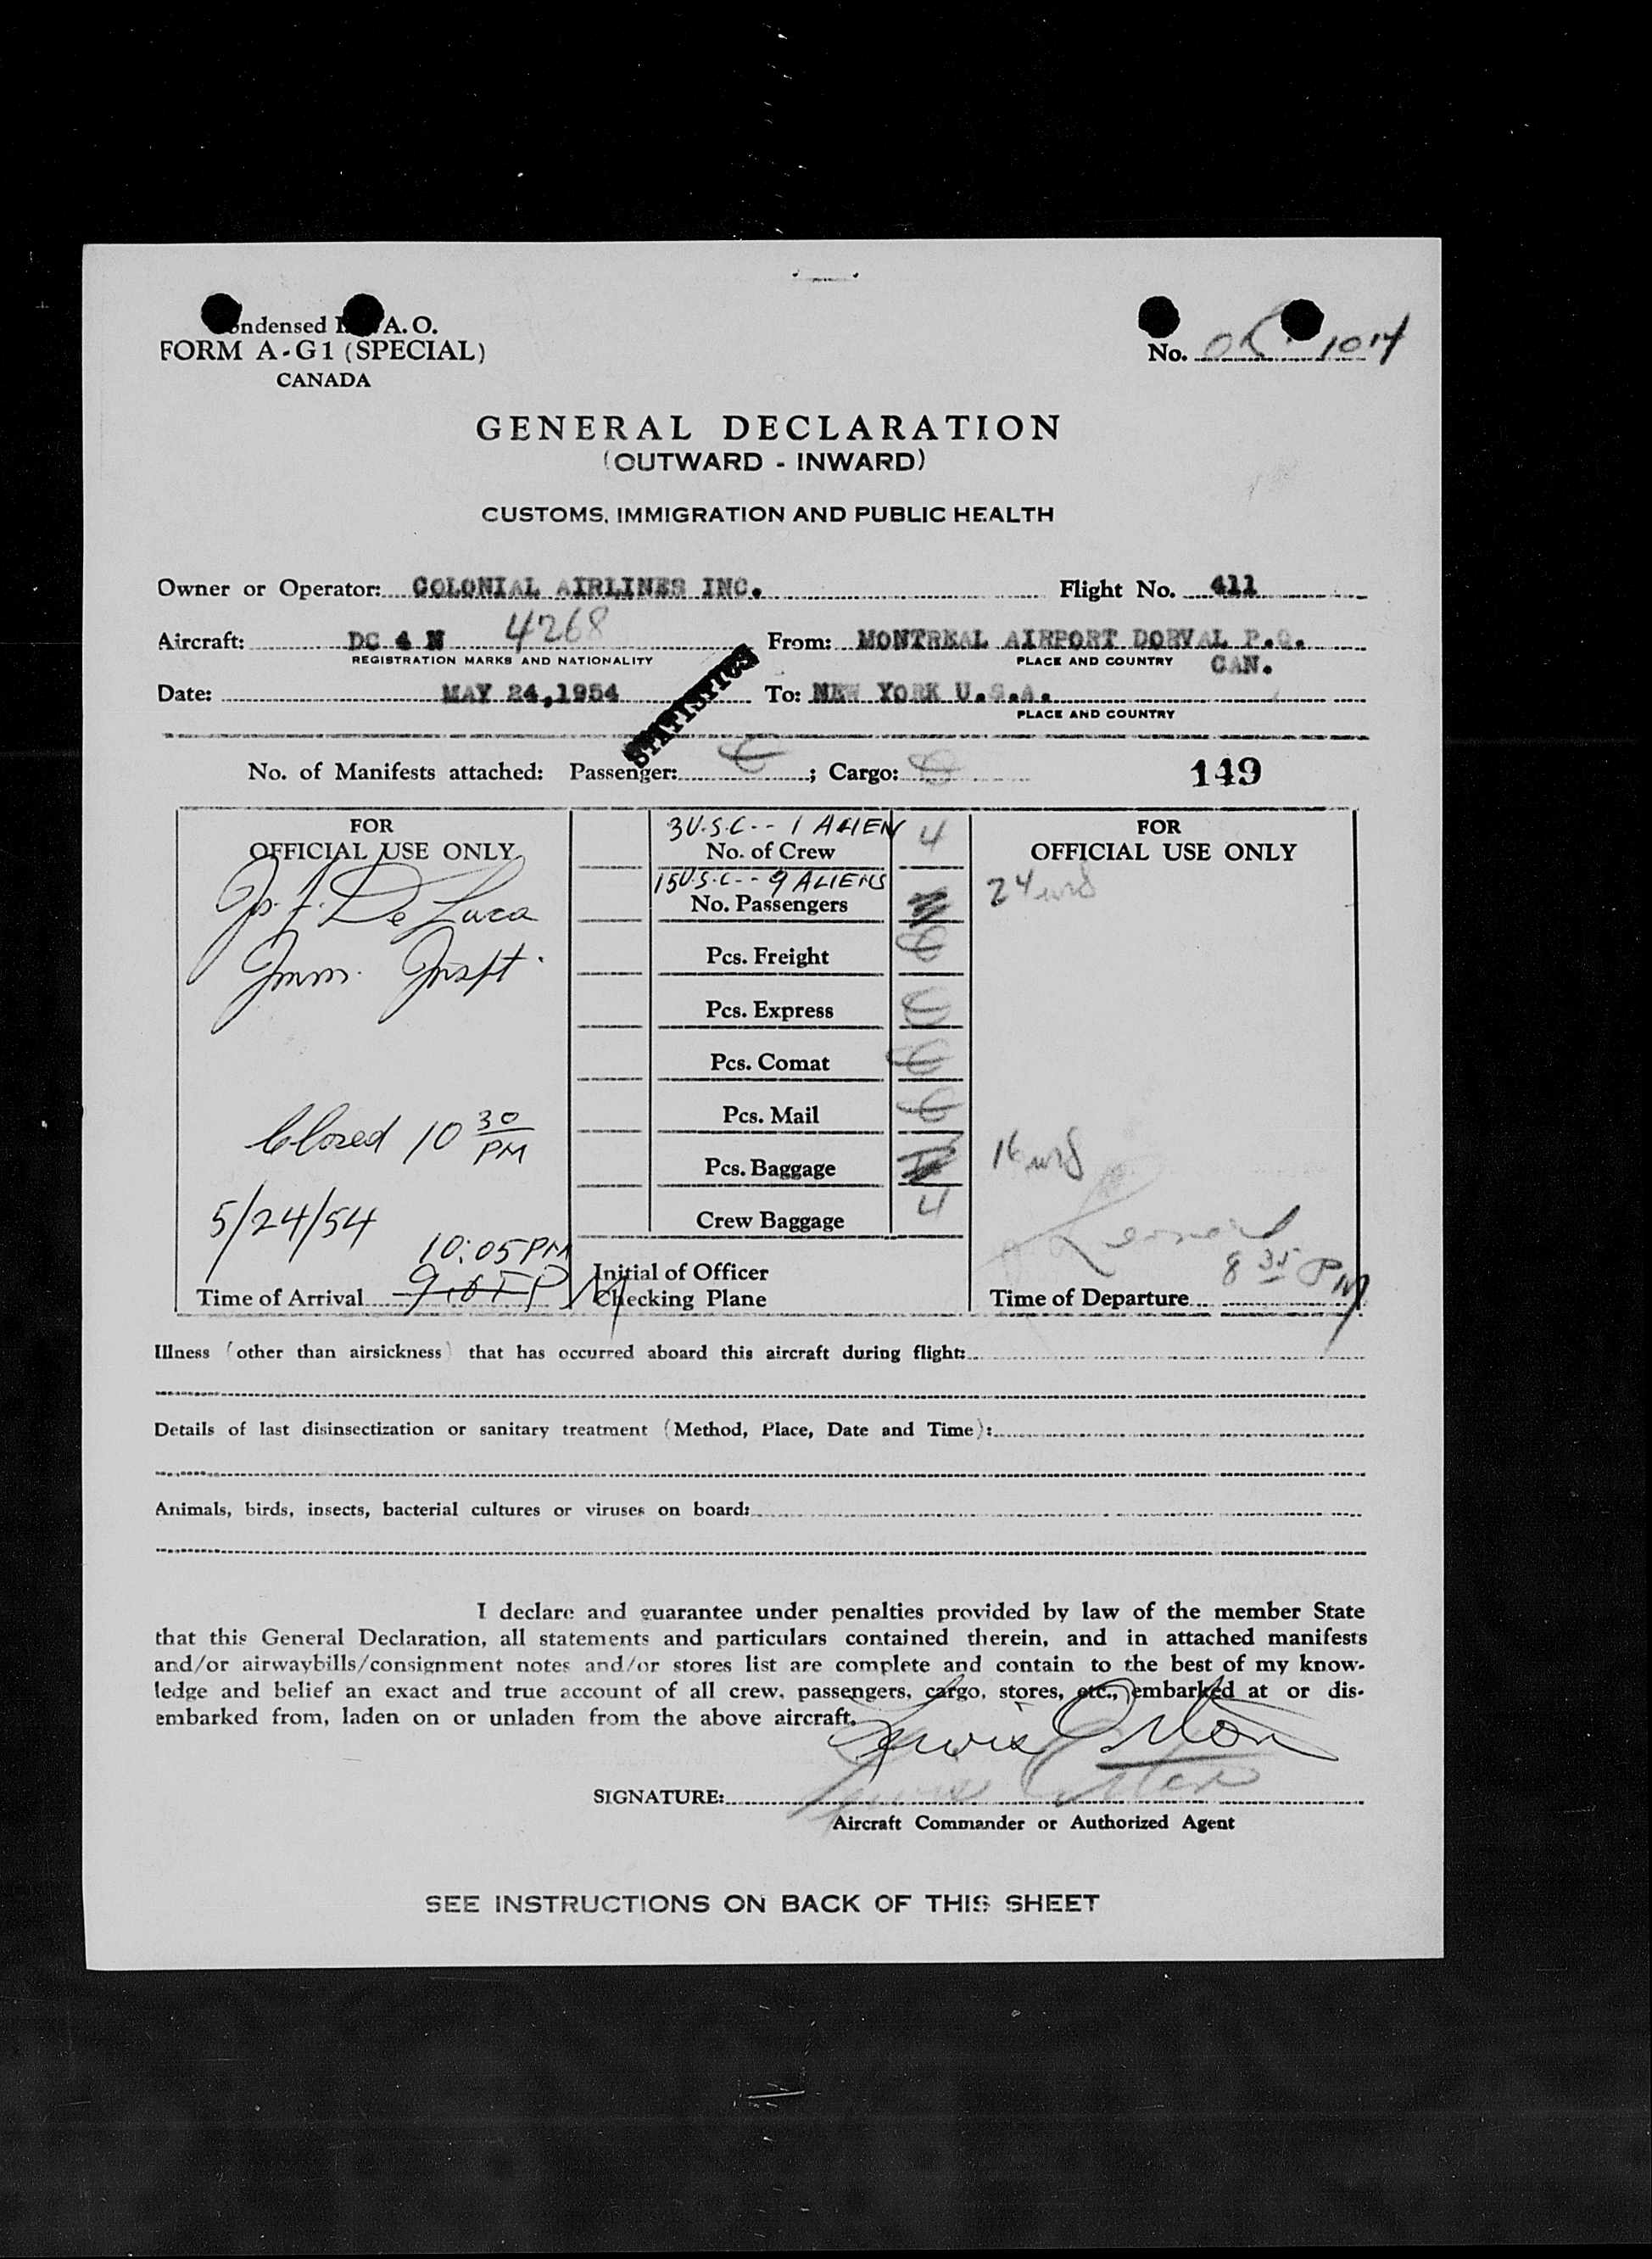 Condensed I.C.A.O.
FORM A-G1 (SPECIAL)
CANADA
No. 1014
GENERAL DECLARATION
(OUTWARD - INWARD)
CUSTOMS, IMMIGRATION AND PUBLIC HEALTH
Owner or Operator: COLONIAL AIRLINES INC. Flight No. 411
Aircraft: DC 4 N 4268 From: MONTREAL AIRPORT DORVAL P.Q.
REGISTRATION MARKS AND NATIONALITY PLACE AND COUNTRY CAN.
Date: MAY 24,1954 To: NEW YORK U.S.A.
PLACE AND COUNTRY
STATISTICS
No. of Manifests attached: Passenger: ; Cargo: 149
FOR
OFFICIAL USE ONLY
De Luca
Imm. Inspt.
Closed 10 30 PM
5/24/54
10:05 PM
Time of Arrival 9:05 PM
3 U.S.C-- 1 ALIEN 4
No. of Crew
15 U.S.C-- 9 ALIENS
No. Passengers
Pcs. Freight
Pcs. Express
Pcs. Comat
Pcs. Mail
Pcs. Baggage
Crew Baggage 4
Initial of Officer
Checking Plane
FOR
OFFICIAL USE ONLY
24
16
8 35 PM
Time of Departure
Illness (other than airsickness) that has occurred aboard this aircraft during flight:
Details of last disinsectization or sanitary treatment (Method, Place, Date and Time):
Animals, birds, insects, bacterial cultures or viruses on board:
I declare and guarantee under penalties provided by law of the member State
that this General Declaration, all statements and particulars contained therein, and in attached manifests
and/or airwaybills/consignment notes and/or stores list are complete and contain to the best of my know-
ledge and belief an exact and true account of all crew, passengers, cargo, stores, etc., embarked at or dis-
embarked from, laden on or unladen from the above aircraft.
Lewis Orton
SIGNATURE:
Aircraft Commander or Authorized Agent
SEE INSTRUCTIONS ON BACK OF THIS SHEET